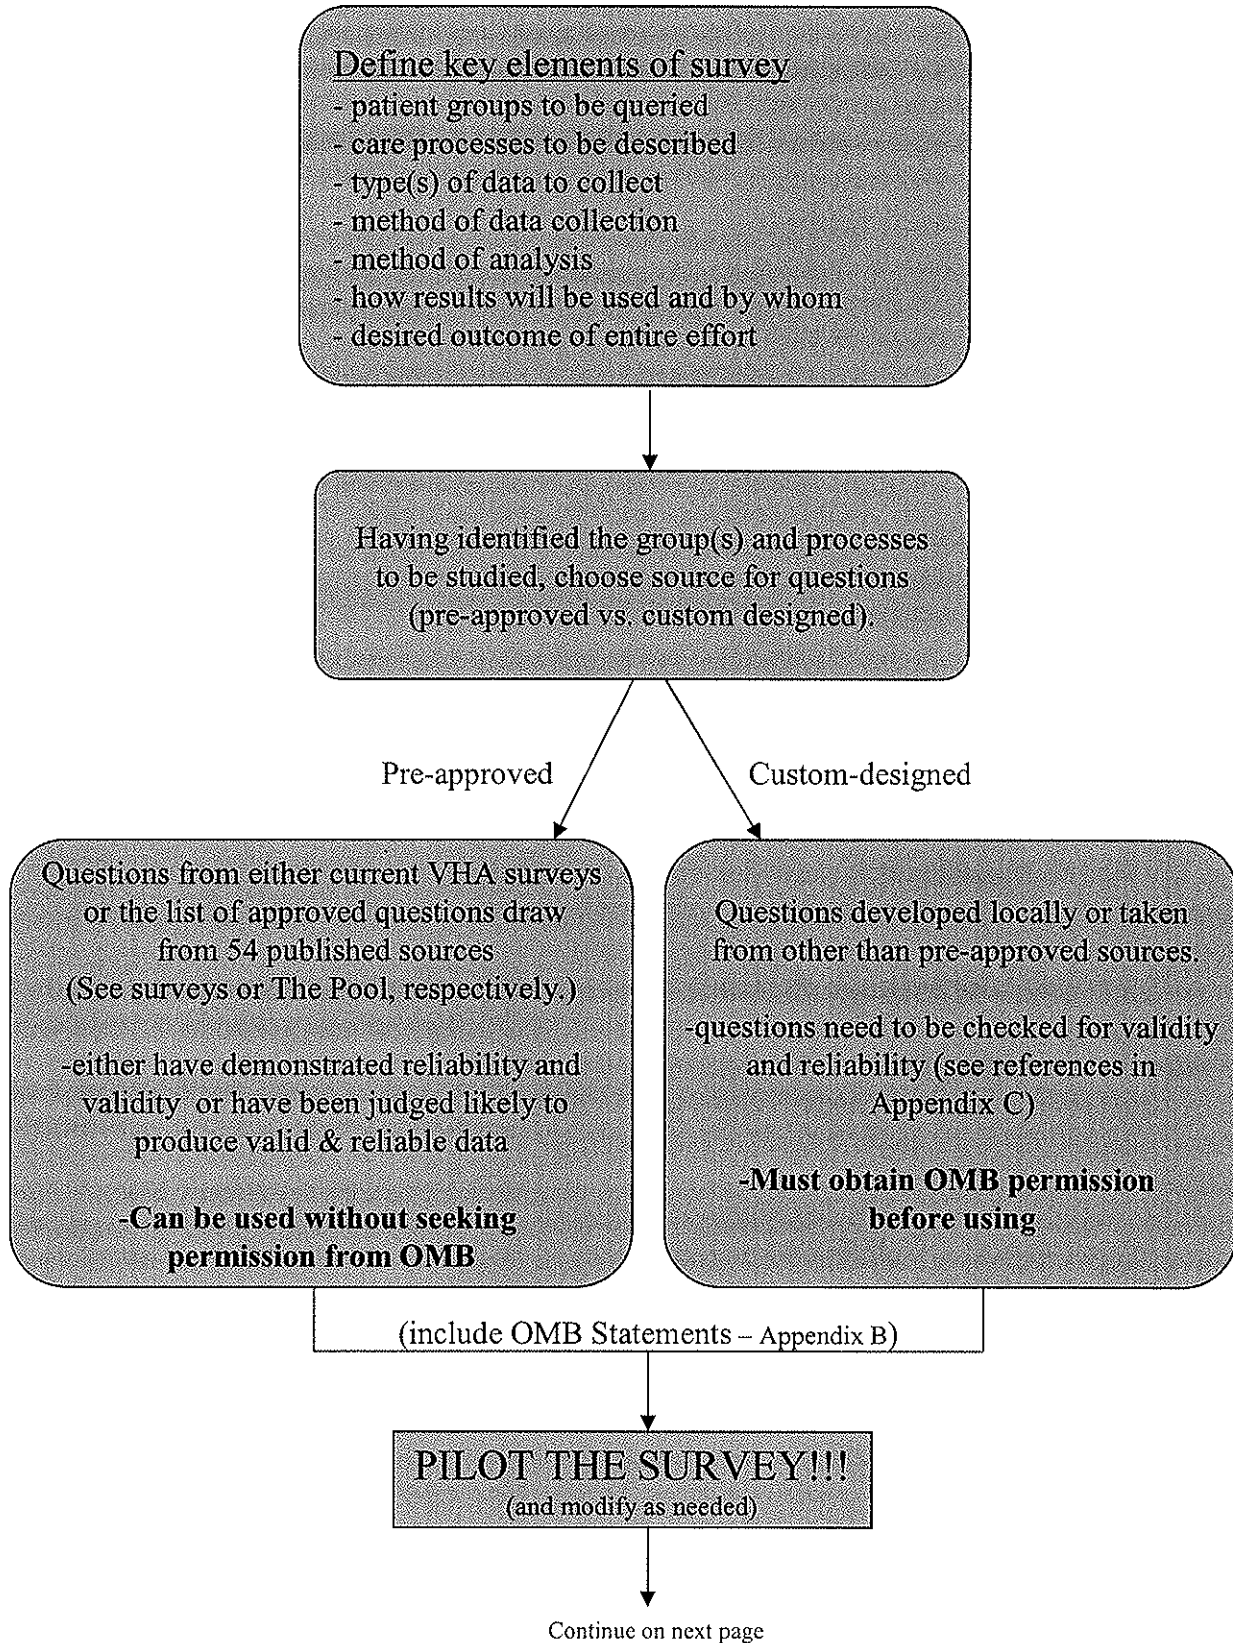 Define key elements of survey
- patient groups to be queried
- care processes to be described
- type(s) of data to collect
- method of data collection
- method of analysis
- how results will be used and by whom
- desired outcome of entire effort
Having identified the group(s) and processes
to be studied, choose source for questions
(pre-approved vs. custom designed).
Pre-approved
Custom-designed
Questions from either current VHA surveys
or the list of approved questions draw
from 54 published sources
(See surveys or The Pool, respectively.)
-either have demonstrated reliability and
validity or have been judged likely to
produce valid & reliable data
-Can be used without seeking
permission from OMB
Questions developed locally or taken
from other than pre-approved sources.
-questions need to be checked for validity
and reliability (see references in
Appendix C)
-Must obtain OMB permission
before using
(include OMB Statements – Appendix B)
PILOT THE SURVEY!!!
(and modify as needed)
Continue on next page